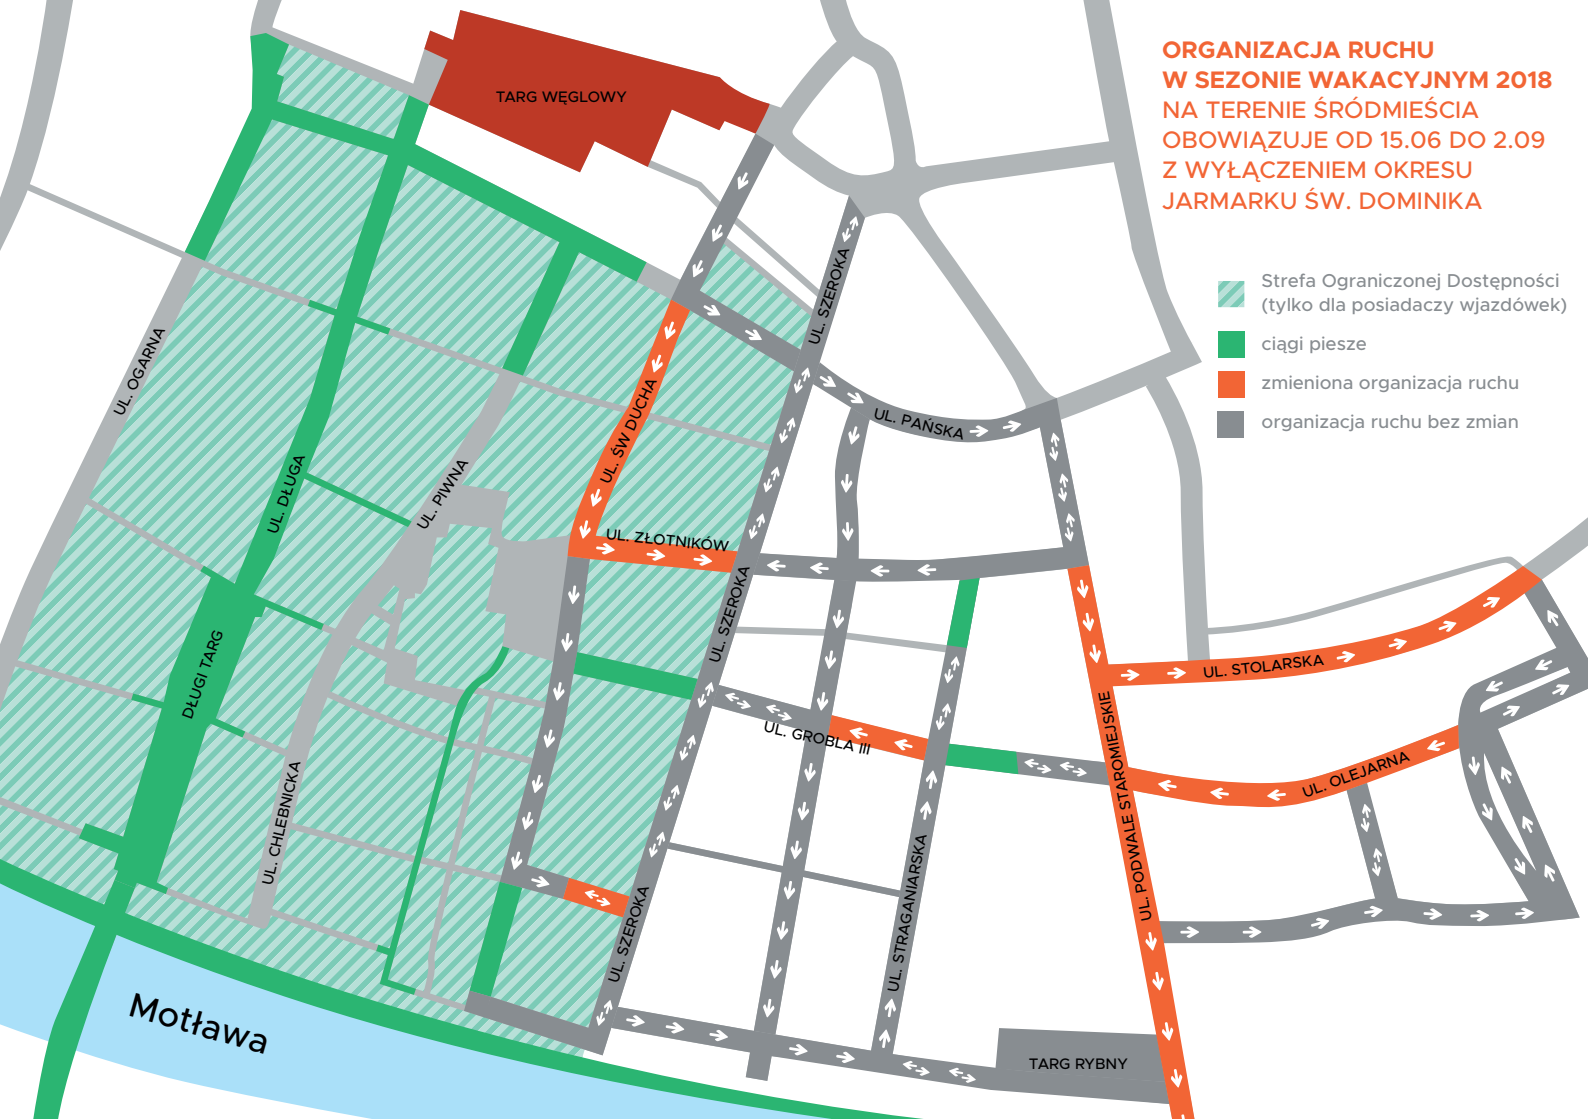 ORGANIZACJA RUCHU
W SEZONIE WAKACYJNYM 2018
NA TERENIE ŚRÓDMIEŚCIA
OBOWIĄZUJE OD 15.06 DO 2.09
Z WYŁĄCZENIEM OKRESU
JARMARKU ŚW. DOMINIKA
Strefa Ograniczonej Dostępności
(tylko dla posiadaczy wjazdówek)
ciągi piesze
zmieniona organizacja ruchu
organizacja ruchu bez zmian
TARG WĘGLOWY
UL. SZEROKA
UL. OGARNA
UL. ŚW DUCHA
UL. PAŃSKA
UL. DŁUGA
UL. PIWNA
UL. ZŁOTNIKÓW
UL. SZEROKA
DŁUGI TARG
UL. STOLARSKA
UL. GROBLA III
UL. PODWALE STAROMIEJSKIE
UL. OLEJARNA
UL. CHLEBNICKA
UL. STRAGANIARSKA
UL. SZEROKA
Motława
TARG RYBNY